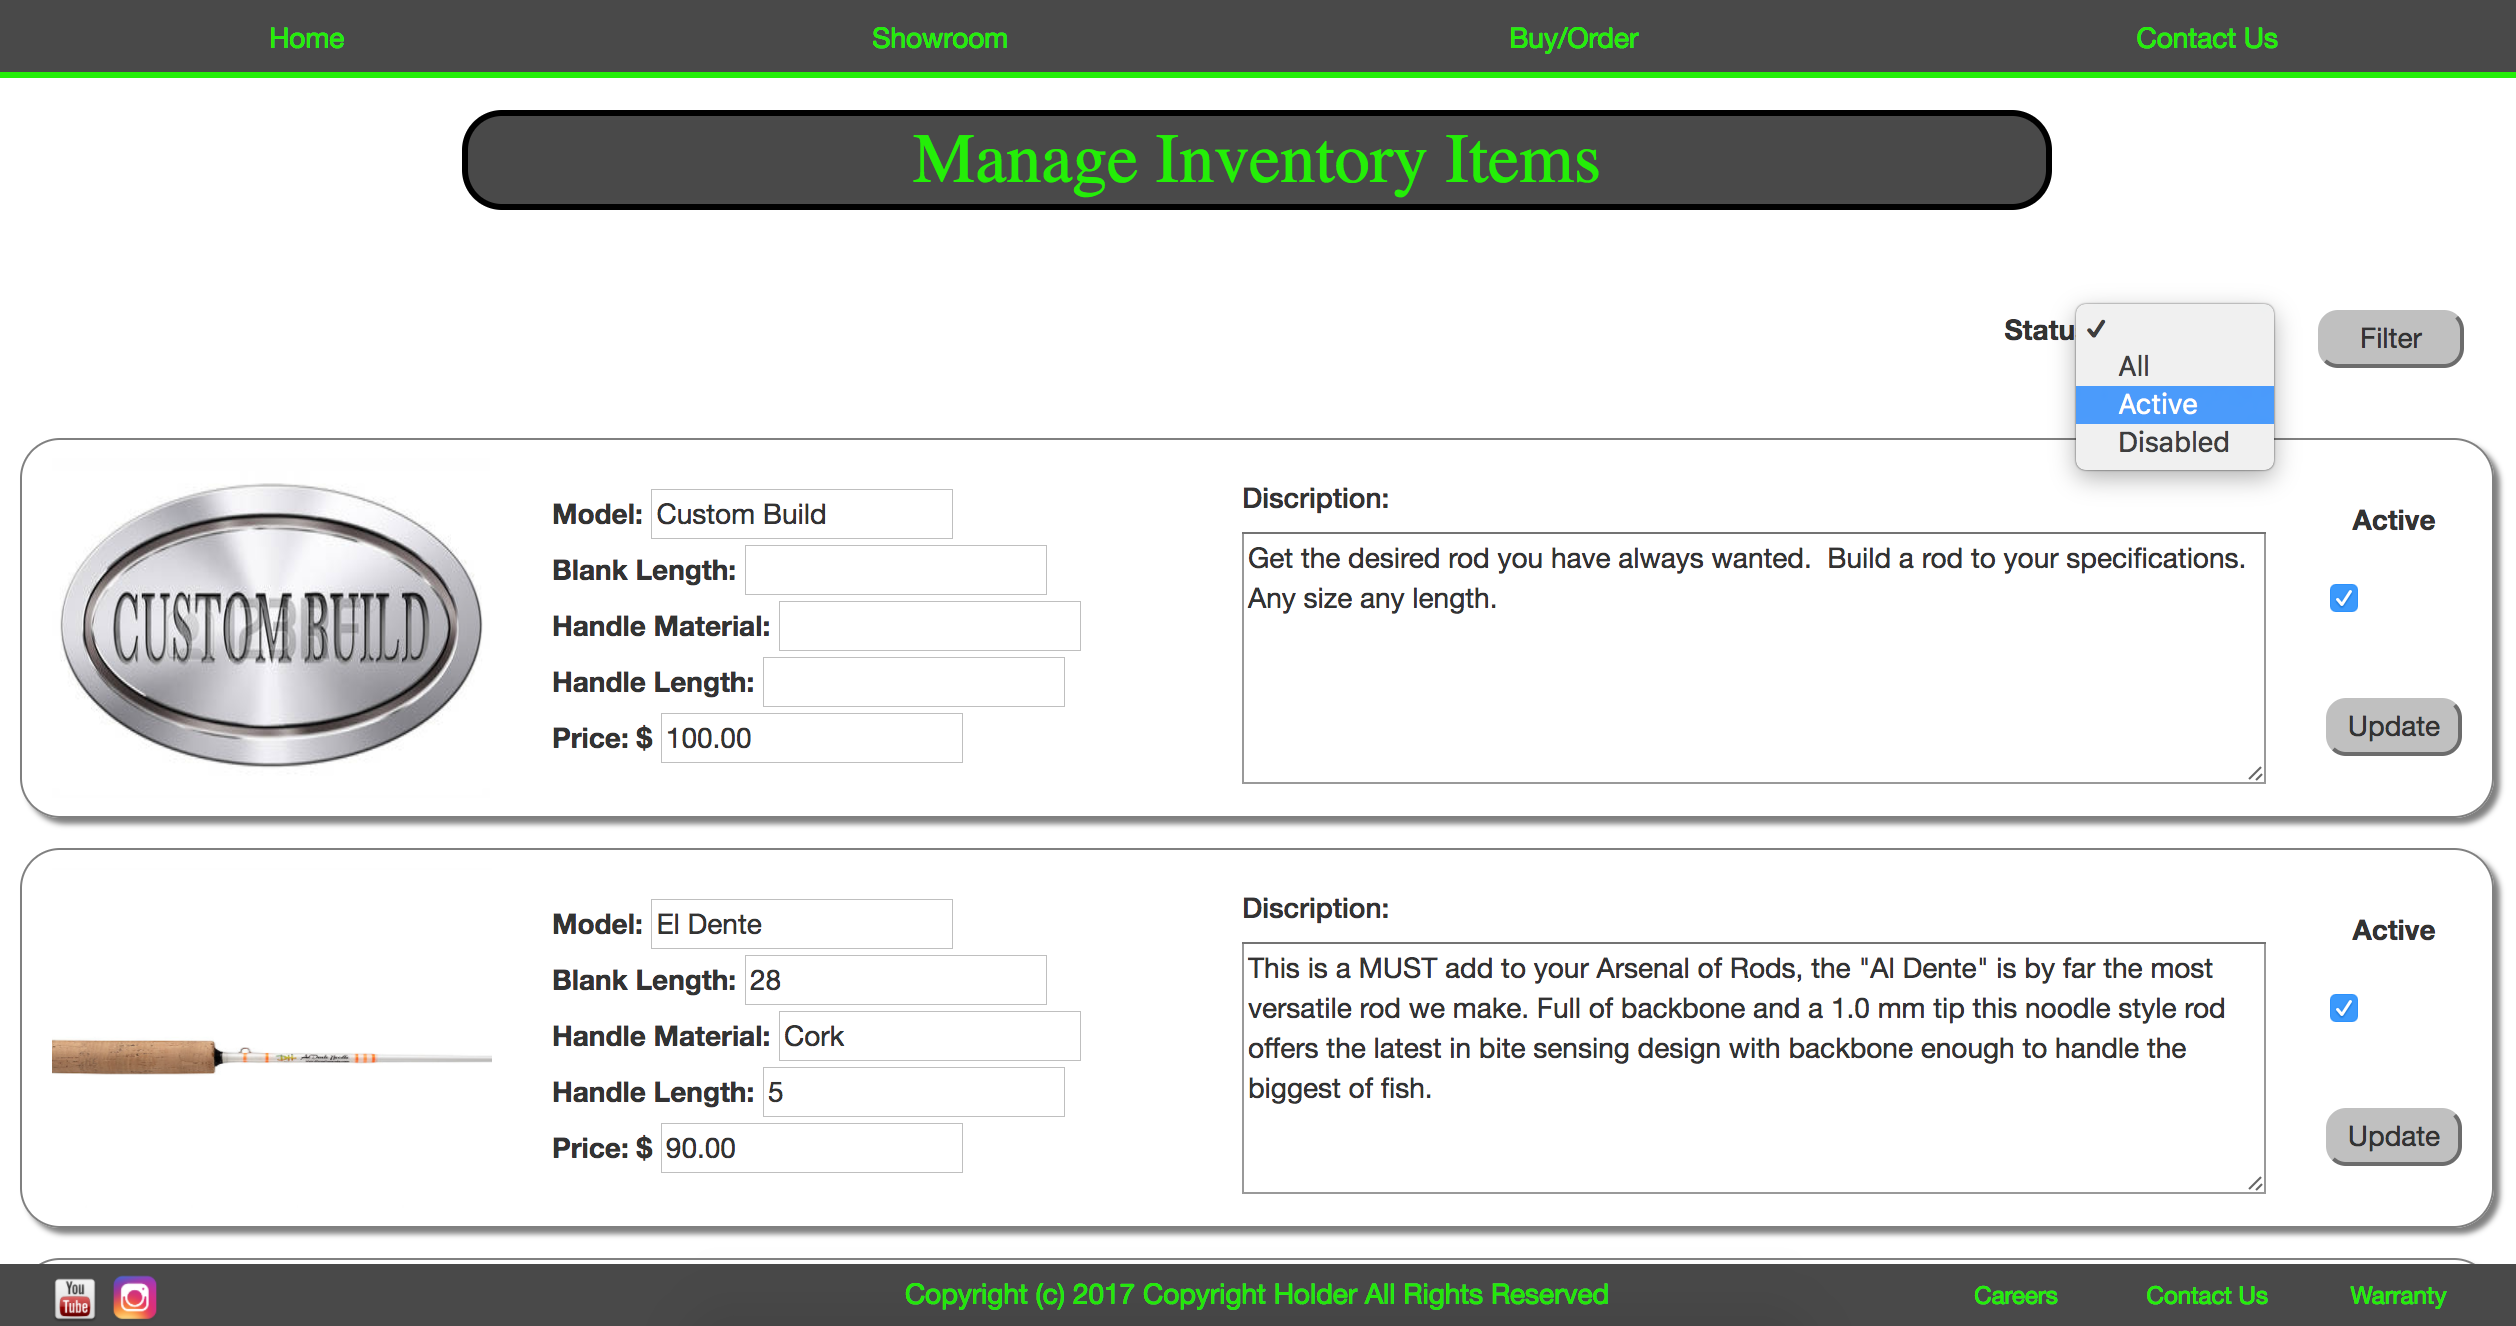 Home Showroom Buy/Order Contact Us
Manage Inventory Items
Statu ✓
All
Active
Disabled
Filter
CUSTOM BUILD
Model: Custom Build
Blank Length:
Handle Material:
Handle Length:
Price: $ 100.00
Discription:
Get the desired rod you have always wanted.  Build a rod to your specifications.
Any size any length.
Active
Update
Model: El Dente
Blank Length: 28
Handle Material: Cork
Handle Length: 5
Price: $ 90.00
Discription:
This is a MUST add to your Arsenal of Rods, the "Al Dente" is by far the most
versatile rod we make. Full of backbone and a 1.0 mm tip this noodle style rod
offers the latest in bite sensing design with backbone enough to handle the
biggest of fish.
Active
Update
You
Tube
Copyright (c) 2017 Copyright Holder All Rights Reserved
Careers Contact Us Warranty